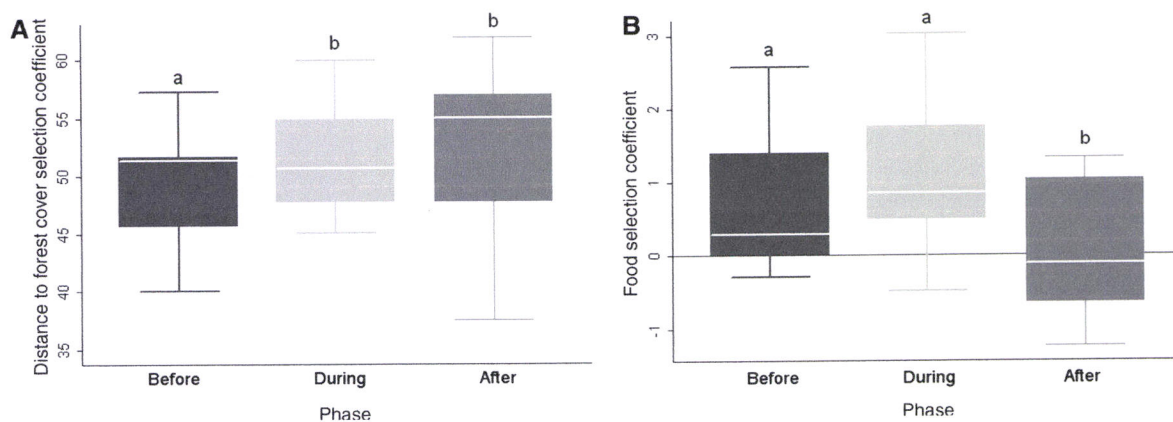 A
Distance to forest cover selection coefficient
60
55
50
45
40
35
a
b
b
Before
During
After
Phase
B
Food selection coefficient
3
2
1
0
-1
a
a
b
Before
During
After
Phase